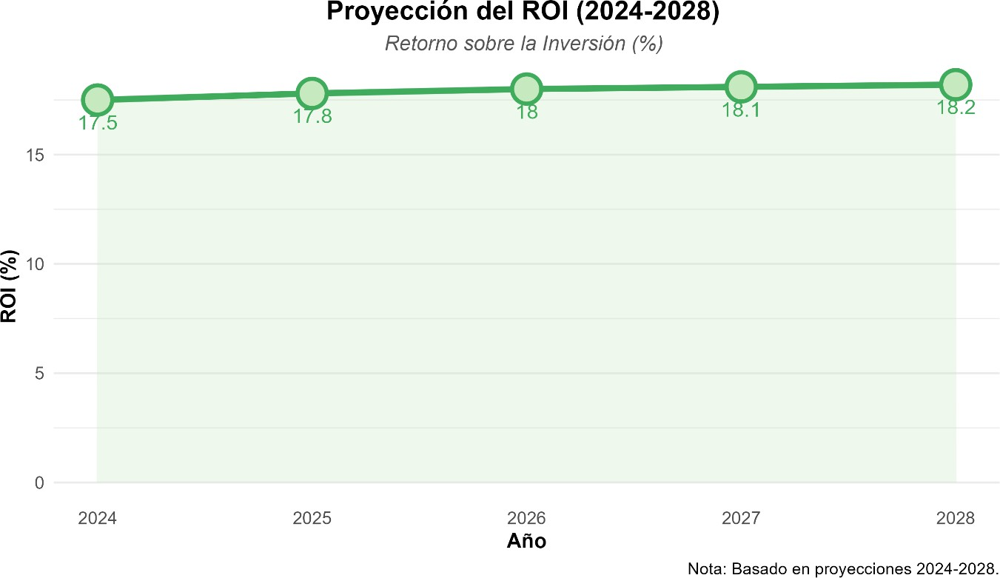 Proyección del ROI (2024-2028)
Retorno sobre la Inversión (%)
17.5
17.8
18
18.1
18.2
15
10
5
0
ROI (%)
2024
2025
2026
2027
2028
Año
Nota: Basado en proyecciones 2024-2028.